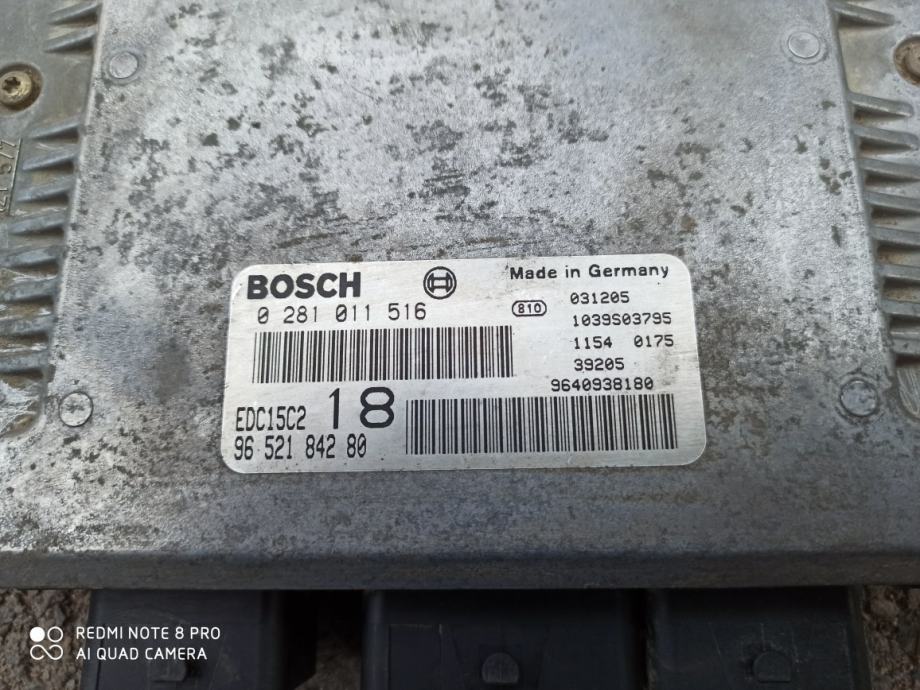 BOSCH
Made in Germany
0 281 011 516
810
031205
1039S03795
1154 0175
39205
9640938180
EDC15C2 18
96 521 842 80
REDMI NOTE 8 PRO
AI QUAD CAMERA